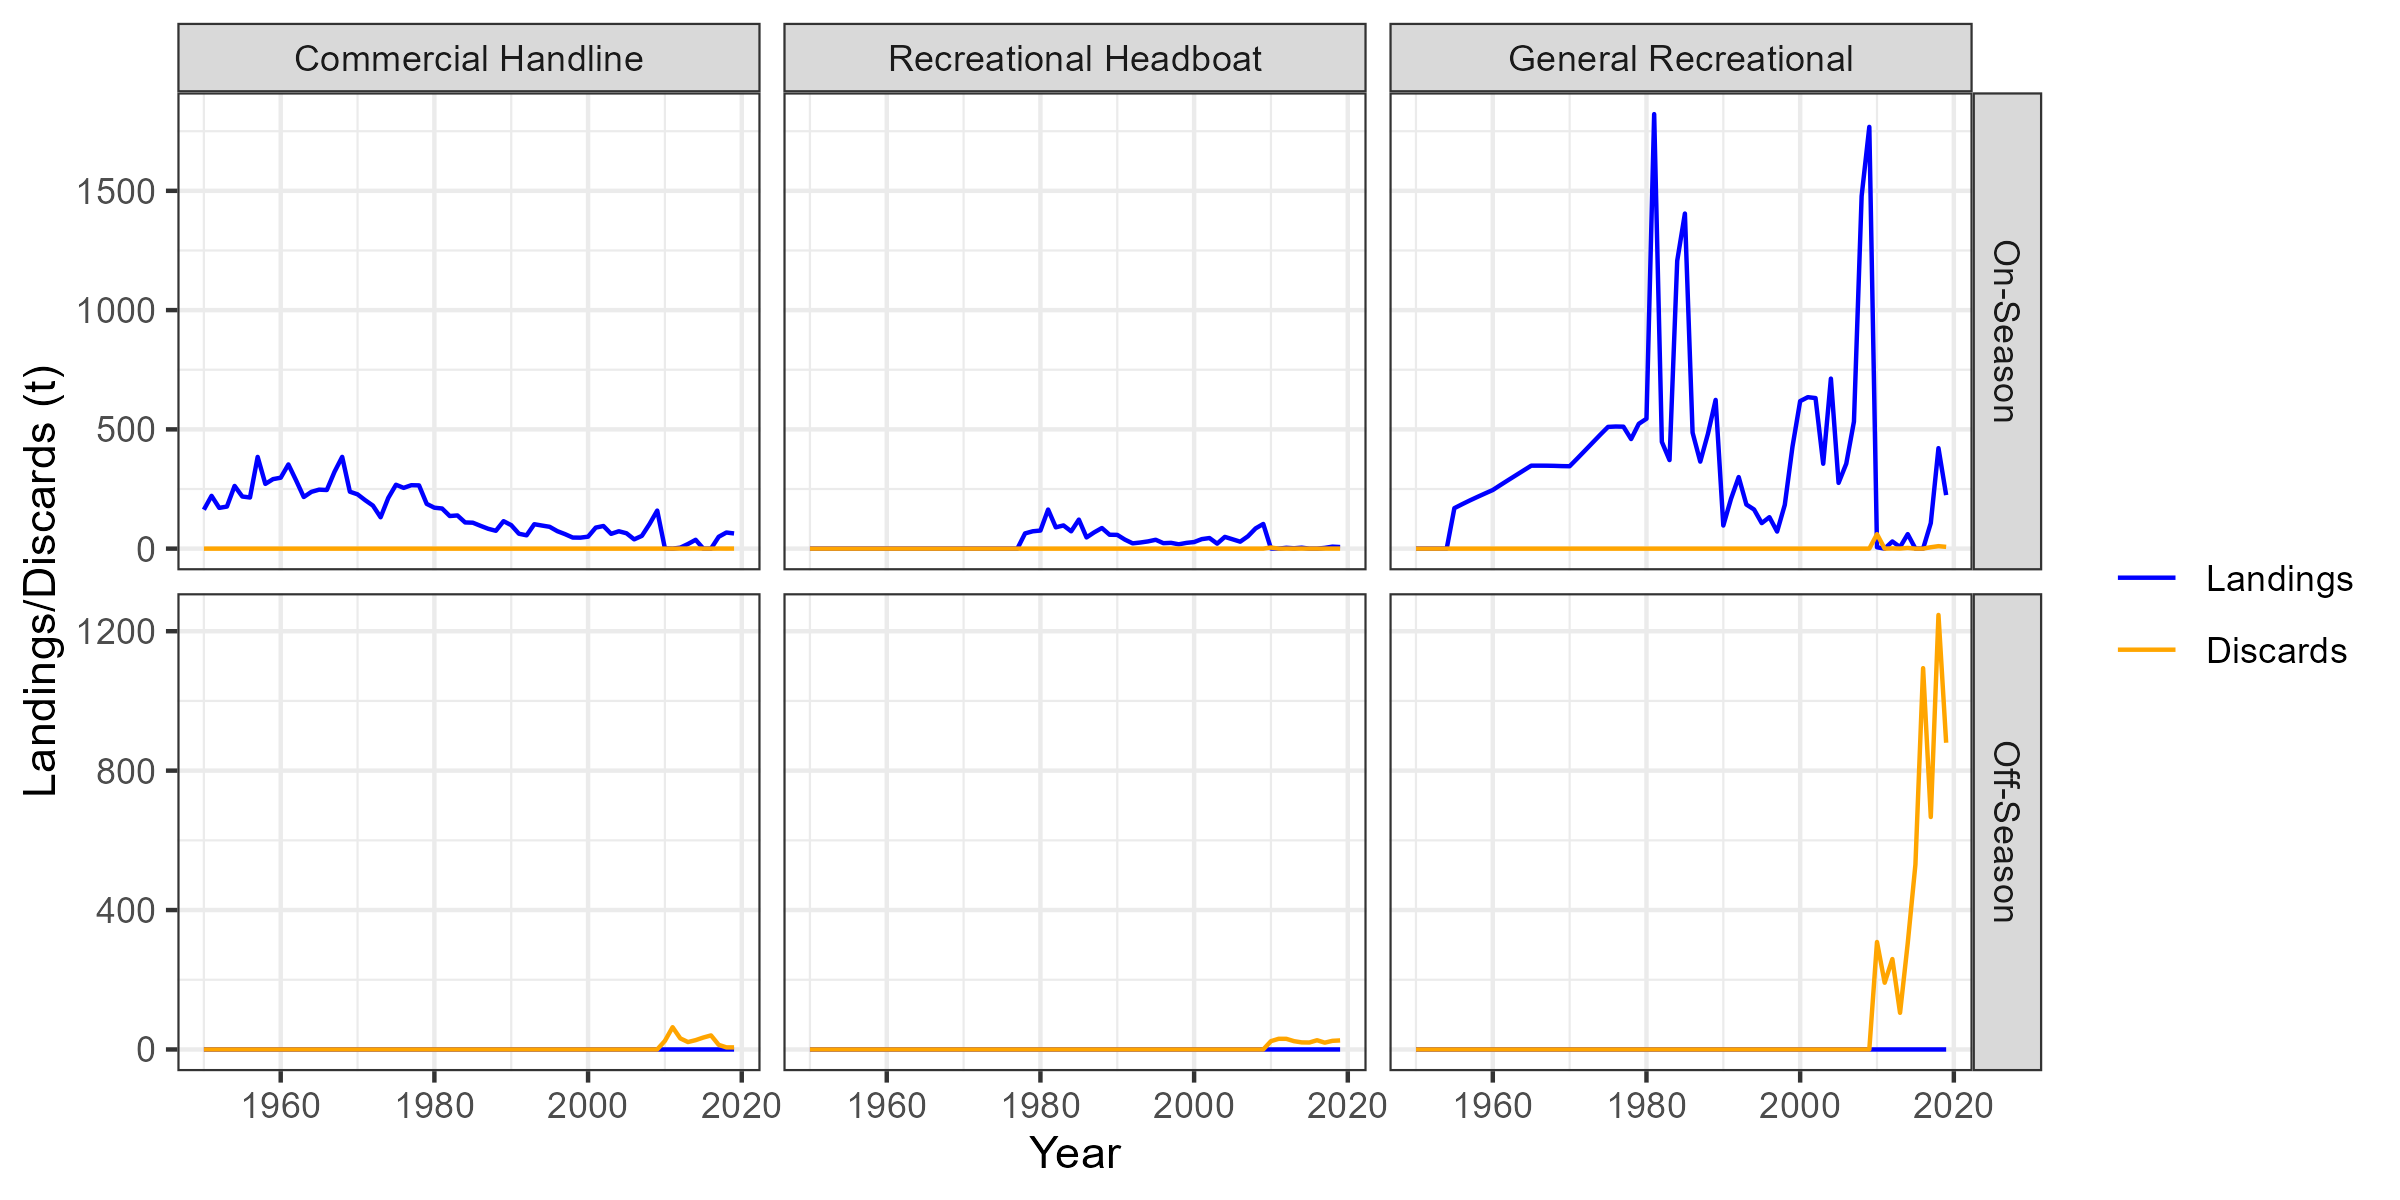 Commercial Handline
Recreational Headboat
General Recreational
1500
1000
500
0
On-Season
1200
800
400
0
Off-Season
Landings/Discards (t)
1960
1980
2000
2020
1960
1980
2000
2020
1960
1980
2000
2020
Year
Landings
Discards